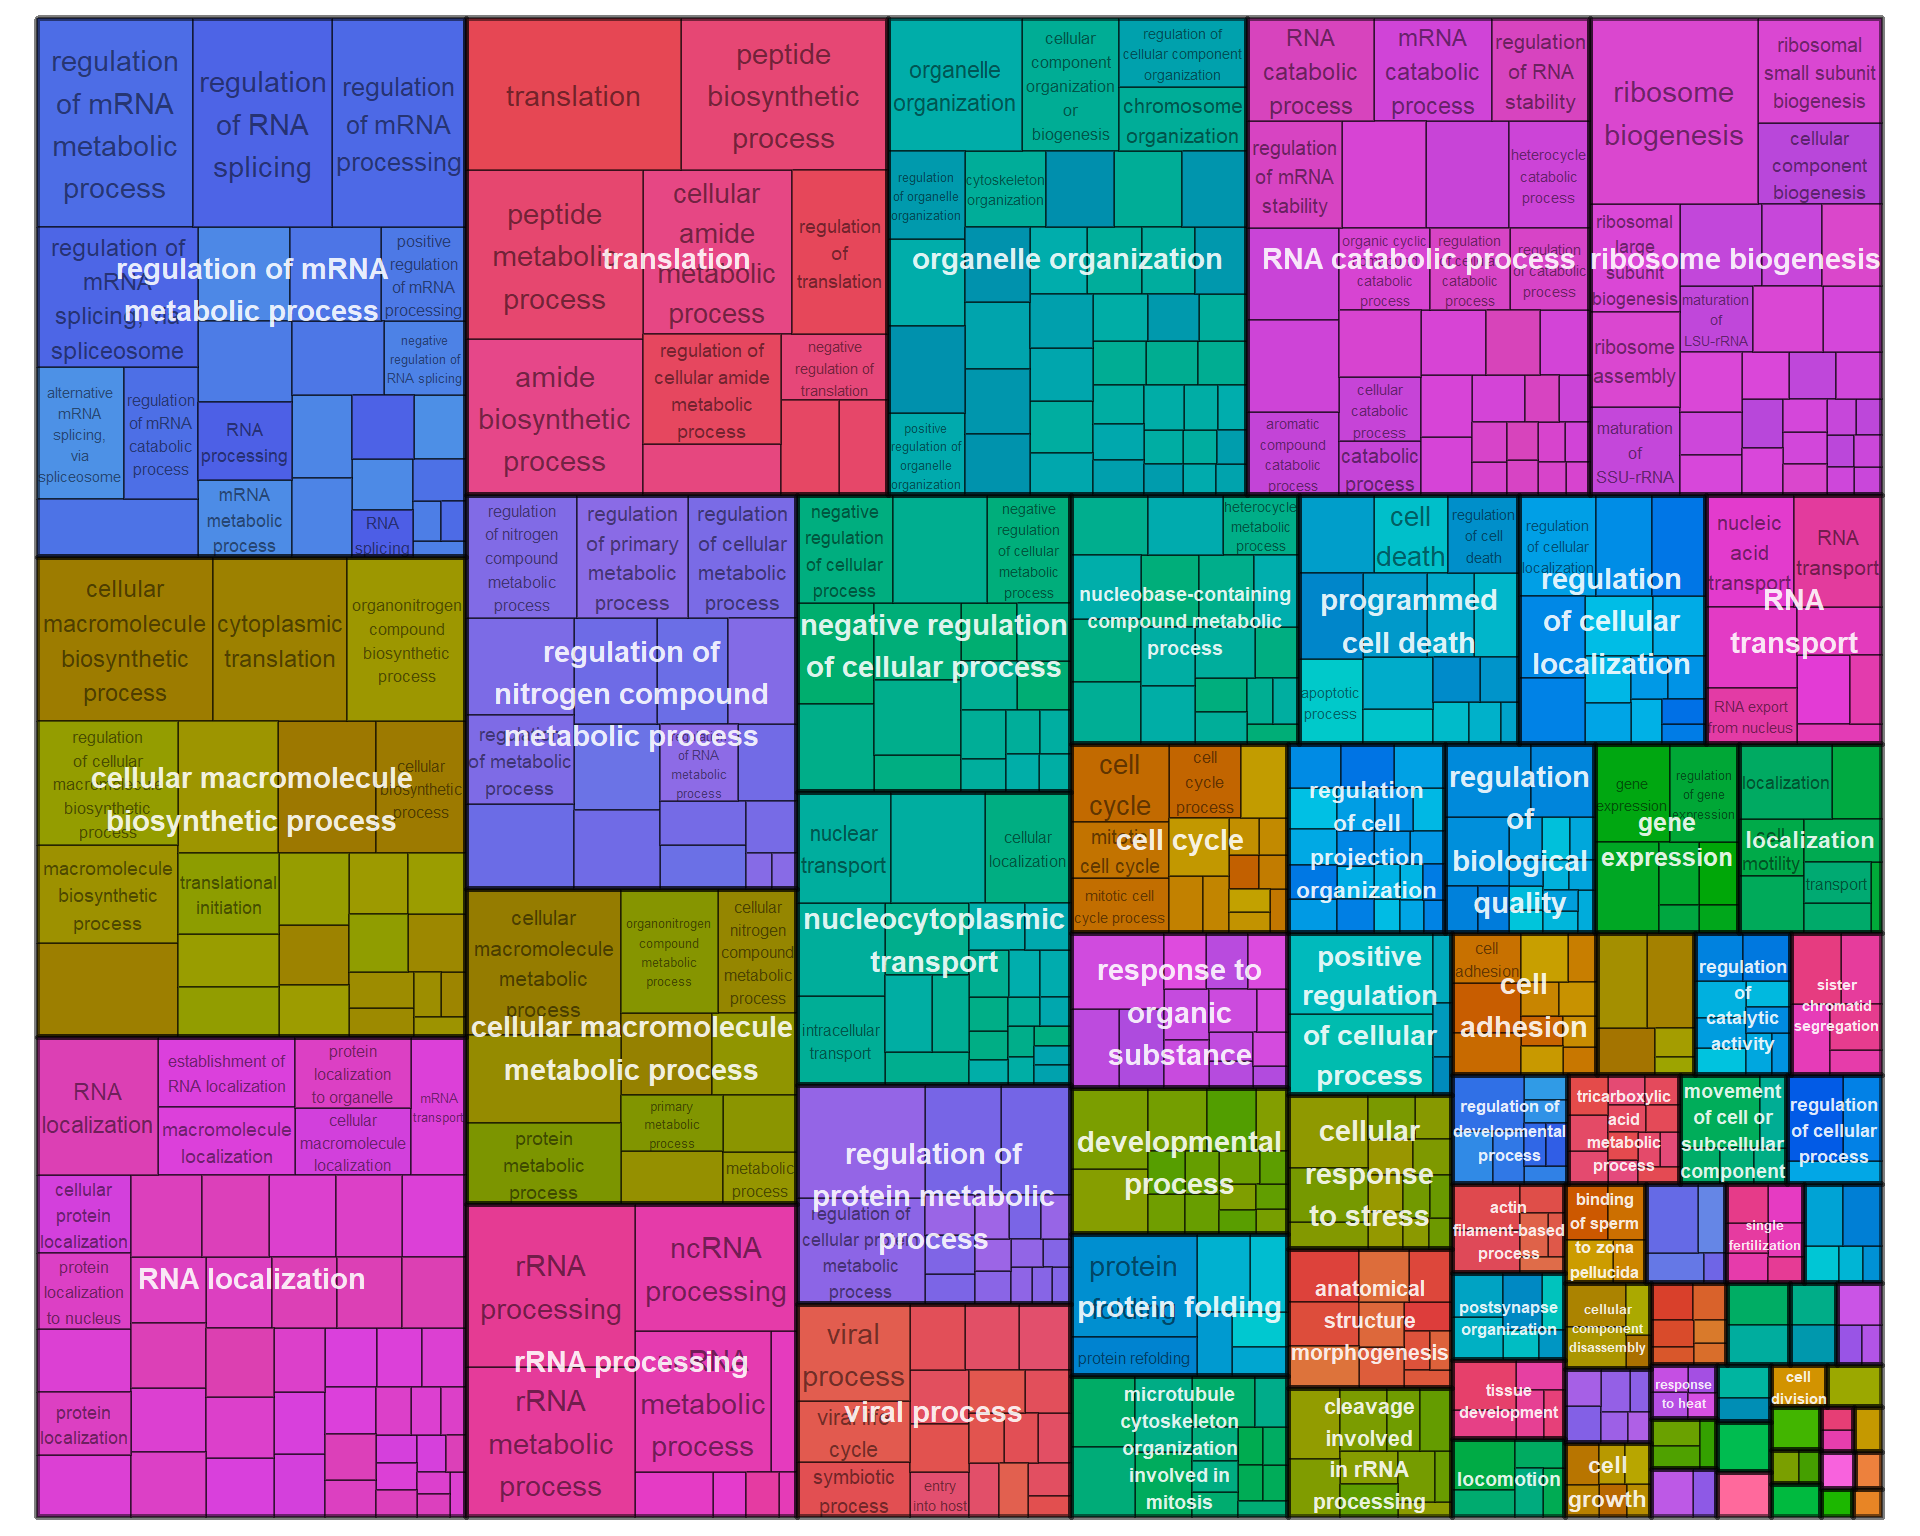 regulation
of mRNA
metabolic
process
regulation
of RNA
splicing
regulation
of mRNA
processing
regulation of
mRNA
splicing, via
spliceosome
positive
regulation
of mRNA
processing
negative
regulation of
RNA splicing
alternative
mRNA
splicing,
via
spliceosome
regulation
of mRNA
catabolic
process
RNA
processing
mRNA
metabolic
process
RNA
splicing
regulation of mRNA
metabolic process
translation
peptide
biosynthetic
process
peptide
metabolic
process
cellular
amide
metabolic
process
regulation
of
translation
amide
biosynthetic
process
regulation of
cellular amide
metabolic
process
negative
regulation of
translation
translation
organelle
organization
cellular
component
organization
or
biogenesis
regulation of
cellular component
organization
chromosome
organization
regulation
of organelle
organization
cytoskeleton
organization
positive
regulation of
organelle
organization
organelle organization
RNA
catabolic
process
mRNA
catabolic
process
regulation
of RNA
stability
regulation
of mRNA
stability
heterocycle
catabolic
process
organic cyclic
catabolic
process
regulation
of cellular
catabolic
process
regulation
of catabolic
process
cellular
catabolic
process
aromatic
compound
catabolic
process
catabolic
process
RNA catabolic process
ribosome
biogenesis
ribosomal
small subunit
biogenesis
cellular
component
biogenesis
ribosomal
large
subunit
biogenesis
maturation
of
LSU-rRNA
ribosome
assembly
maturation
of
SSU-rRNA
ribosome biogenesis
cellular
macromolecule
biosynthetic
process
cytoplasmic
translation
organonitrogen
compound
biosynthetic
process
regulation
of cellular
macromolecule
biosynthetic
process
cellular
biosynthetic
process
macromolecule
biosynthetic
process
translational
initiation
cellular macromolecule
biosynthetic process
regulation
of nitrogen
compound
metabolic
process
regulation
of primary
metabolic
process
regulation
of cellular
metabolic
process
regulation
of metabolic
process
regulation
of RNA
metabolic
process
regulation of
nitrogen compound
metabolic process
negative
regulation
of cellular
process
negative
regulation
of cellular
metabolic
process
negative regulation
of cellular process
heterocycle
metabolic
process
nucleobase-containing
compound metabolic
process
cell
death
regulation
of cell
death
apoptotic
process
programmed
cell death
regulation
of cellular
localization
regulation
of cellular
localization
nucleic
acid
transport
RNA
transport
RNA export
from nucleus
RNA
transport
cell
cycle
cell
cycle
process
mitotic
cell cycle
mitotic cell
cycle process
cell cycle
regulation
of cell
projection
organization
regulation
of
biological
quality
gene
expression
regulation
of gene
expression
gene
expression
localization
cell
motility
transport
localization
nuclear
transport
cellular
localization
intracellular
transport
nucleocytoplasmic
transport
cellular
macromolecule
metabolic
process
organonitrogen
compound
metabolic
process
cellular
nitrogen
compound
metabolic
process
primary
metabolic
process
protein
metabolic
process
metabolic
process
cellular macromolecule
metabolic process
response to
organic
substance
positive
regulation
of cellular
process
cell
adhesion
cell
adhesion
regulation
of
catalytic
activity
sister
chromatid
segregation
RNA
localization
establishment of
RNA localization
protein
localization
to organelle
mRNA
transport
macromolecule
localization
cellular
macromolecule
localization
cellular
protein
localization
protein
localization
to nucleus
protein
localization
RNA localization
rRNA
processing
ncRNA
processing
rRNA
metabolic
process
metabolic
process
rRNA processing
regulation of
cellular protein
metabolic
process
regulation of
protein metabolic
process
viral
process
viral life
cycle
symbiotic
process
entry
into host
viral process
developmental
process
protein
folding
protein refolding
protein folding
microtubule
cytoskeleton
organization
involved in
mitosis
cellular
response
to stress
anatomical
structure
morphogenesis
cleavage
involved
in rRNA
processing
regulation of
developmental
process
tricarboxylic
acid
metabolic
process
movement
of cell or
subcellular
component
regulation
of cellular
process
actin
filament-based
process
binding
of sperm
to zona
pellucida
single
fertilization
postsynapse
organization
cellular
component
disassembly
tissue
development
response
to heat
cell
division
locomotion
cell
growth